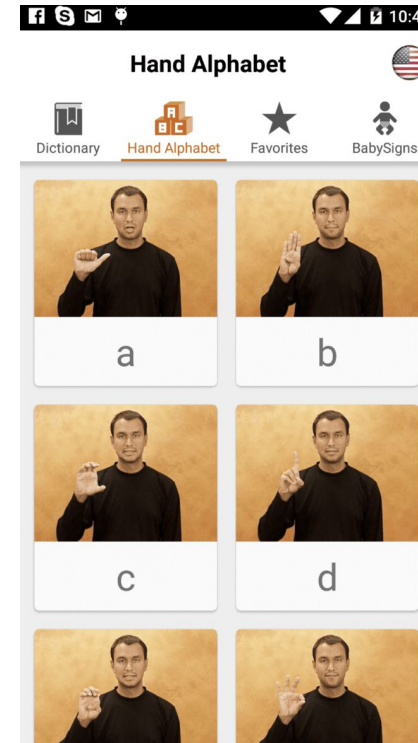 10:4
Hand Alphabet
Dictionary
Hand Alphabet
Favorites
BabySigns
A
B C
a
b
c
d